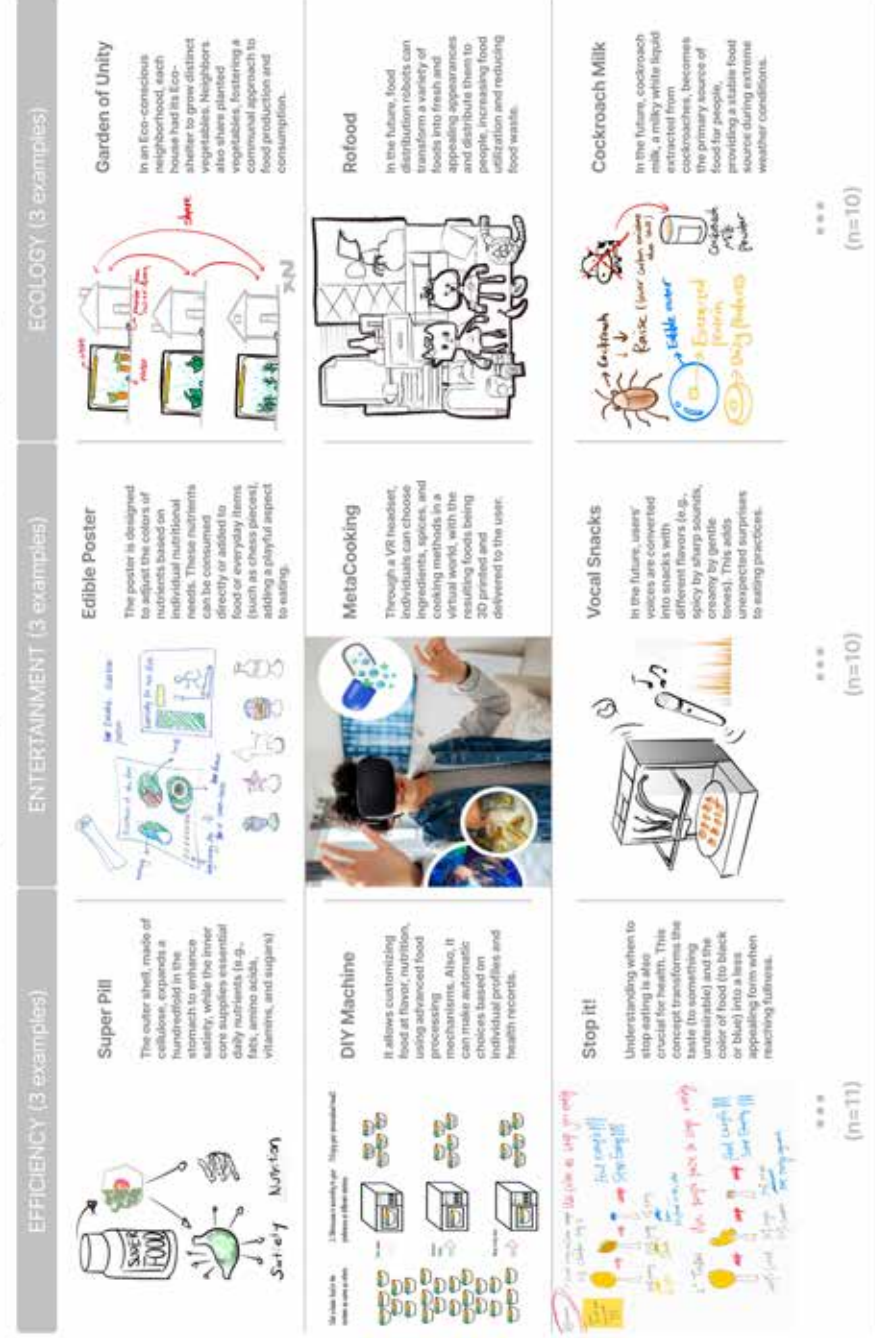 EFFICIENCY (3 examples)
Super Pill
The outer shell, made of
cellulose, expands a
hundredfold in the
stomach to enhance
satiety, while the inner
core supplies essential
daily nutrients (e.g.,
fats, amino acids,
vitamins, and sugars)
SUPER
FOOD
Satiety
Nutrition
DIY Machine
It allows customizing
food at flavor, nutrition,
using advanced food
processing
mechanisms. Also, it
can make automatic
choices based on
individual profiles and
health records.
Stop it!
Understanding when to
stop eating is also
crucial for health. This
concept transforms the
taste (to something
undesirable) and the
color of food (to black
or blue) into a less
appealing form when
reaching fullness.
•••
(n=11)
ENTERTAINMENT (3 examples)
Edible Poster
The poster is designed
to adjust the colors of
nutrients based on
individual nutritional
needs. These nutrients
can be consumed
directly or added to
food or everyday items
(such as chess pieces),
adding a playful aspect
to eating.
MetaCooking
Through a VR headset,
individuals can choose
ingredients, spices, and
cooking methods in a
virtual world, with the
resulting foods being
3D printed and
delivered to the user.
Vocal Snacks
In the future, users'
voices are converted
into snacks with
different flavors (e.g.,
spicy by sharp sounds,
creamy by gentle
tones). This adds
unexpected surprises
to eating practices.
•••
(n=10)
ECOLOGY (3 examples)
Garden of Unity
In an Eco-conscious
neighborhood, each
house had its Eco-
shelter to grow distinct
vegetables. Neighbors
also share planted
vegetables, fostering a
communal approach to
food production and
consumption.
share
Rofood
In the future, food
distribution robots can
transform a variety of
foods into fresh and
appealing appearances
and distribute them to
people, increasing food
utilization and reducing
food waste.
Cockroach Milk
In the future, cockroach
milk, a milky white liquid
extracted from
cockroaches, becomes
the primary source of
food for people,
providing a stable food
source during extreme
weather conditions.
Cockroach
Raise (lower carbon emissions
Edible water
protein
Cockroach
Milk
powder
•••
(n=10)